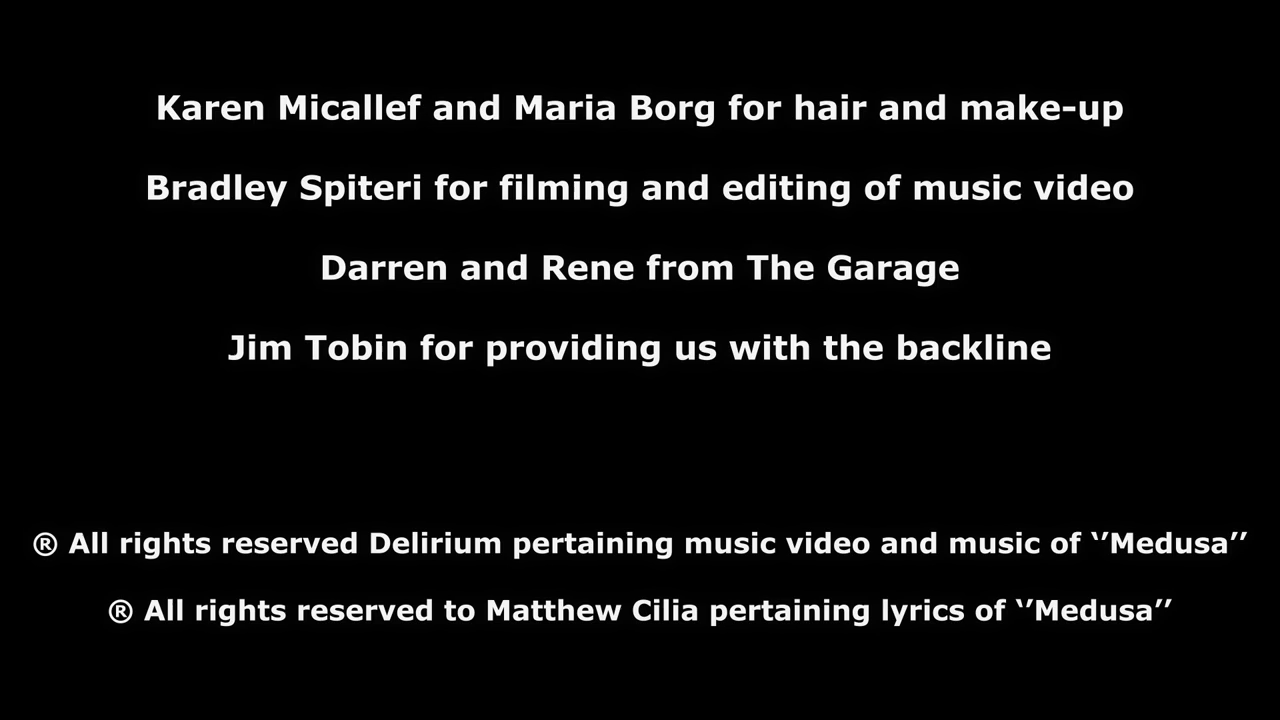 Karen Micallef and Maria Borg for hair and make-up
Bradley Spiteri for filming and editing of music video
Darren and Rene from The Garage
Jim Tobin for providing us with the backline
® All rights reserved Delirium pertaining music video and music of ‘’Medusa’’
® All rights reserved to Matthew Cilia pertaining lyrics of ‘’Medusa’’